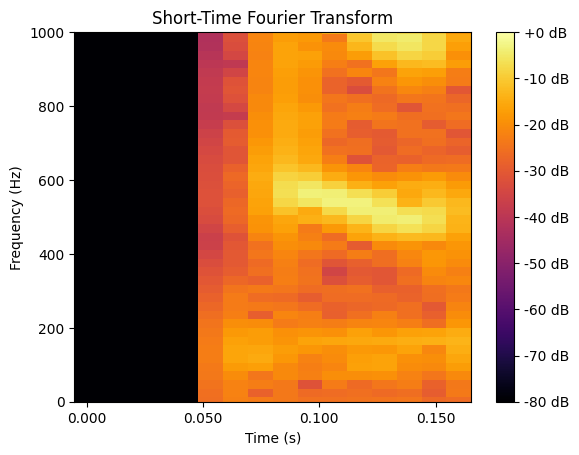 Short-Time Fourier Transform
1000
800
600
400
200
0
Frequency (Hz)
0.000
0.050
0.100
0.150
Time (s)
+0 dB
-10 dB
-20 dB
-30 dB
-40 dB
-50 dB
-60 dB
-70 dB
-80 dB